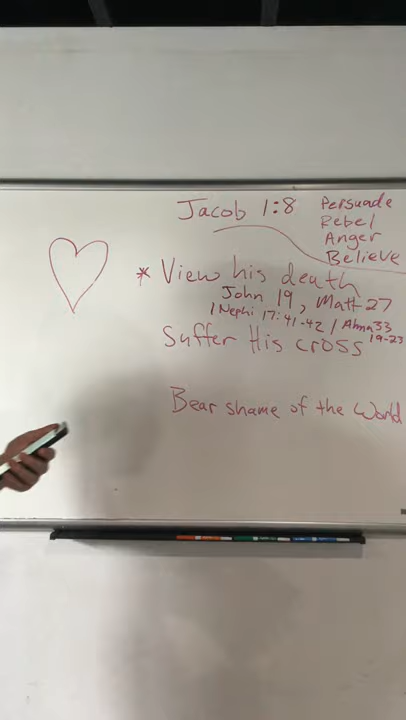 Jacob 1:8
Persuade
Rebel
Anger
Believe
* View his death
John 19, Matt 27
1 Nephi 17:41-42 / Alma 33
19-23
Suffer His cross
Bear shame of the World